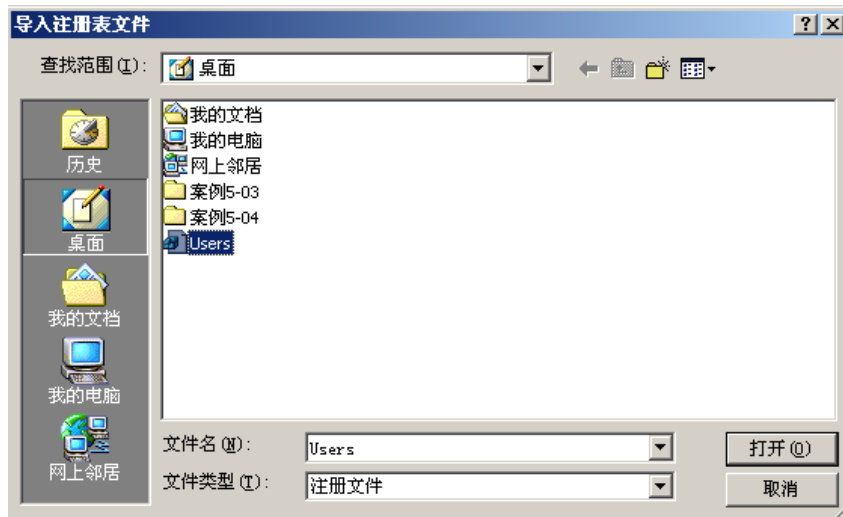 导入注册表文件
查找范围(I):
桌面
历史
桌面
我的文档
我的电脑
网上邻居
我的文档
我的电脑
网上邻居
案例5-03
案例5-04
Users
文件名(N):
Users
打开(O)
文件类型(T):
注册文件
取消